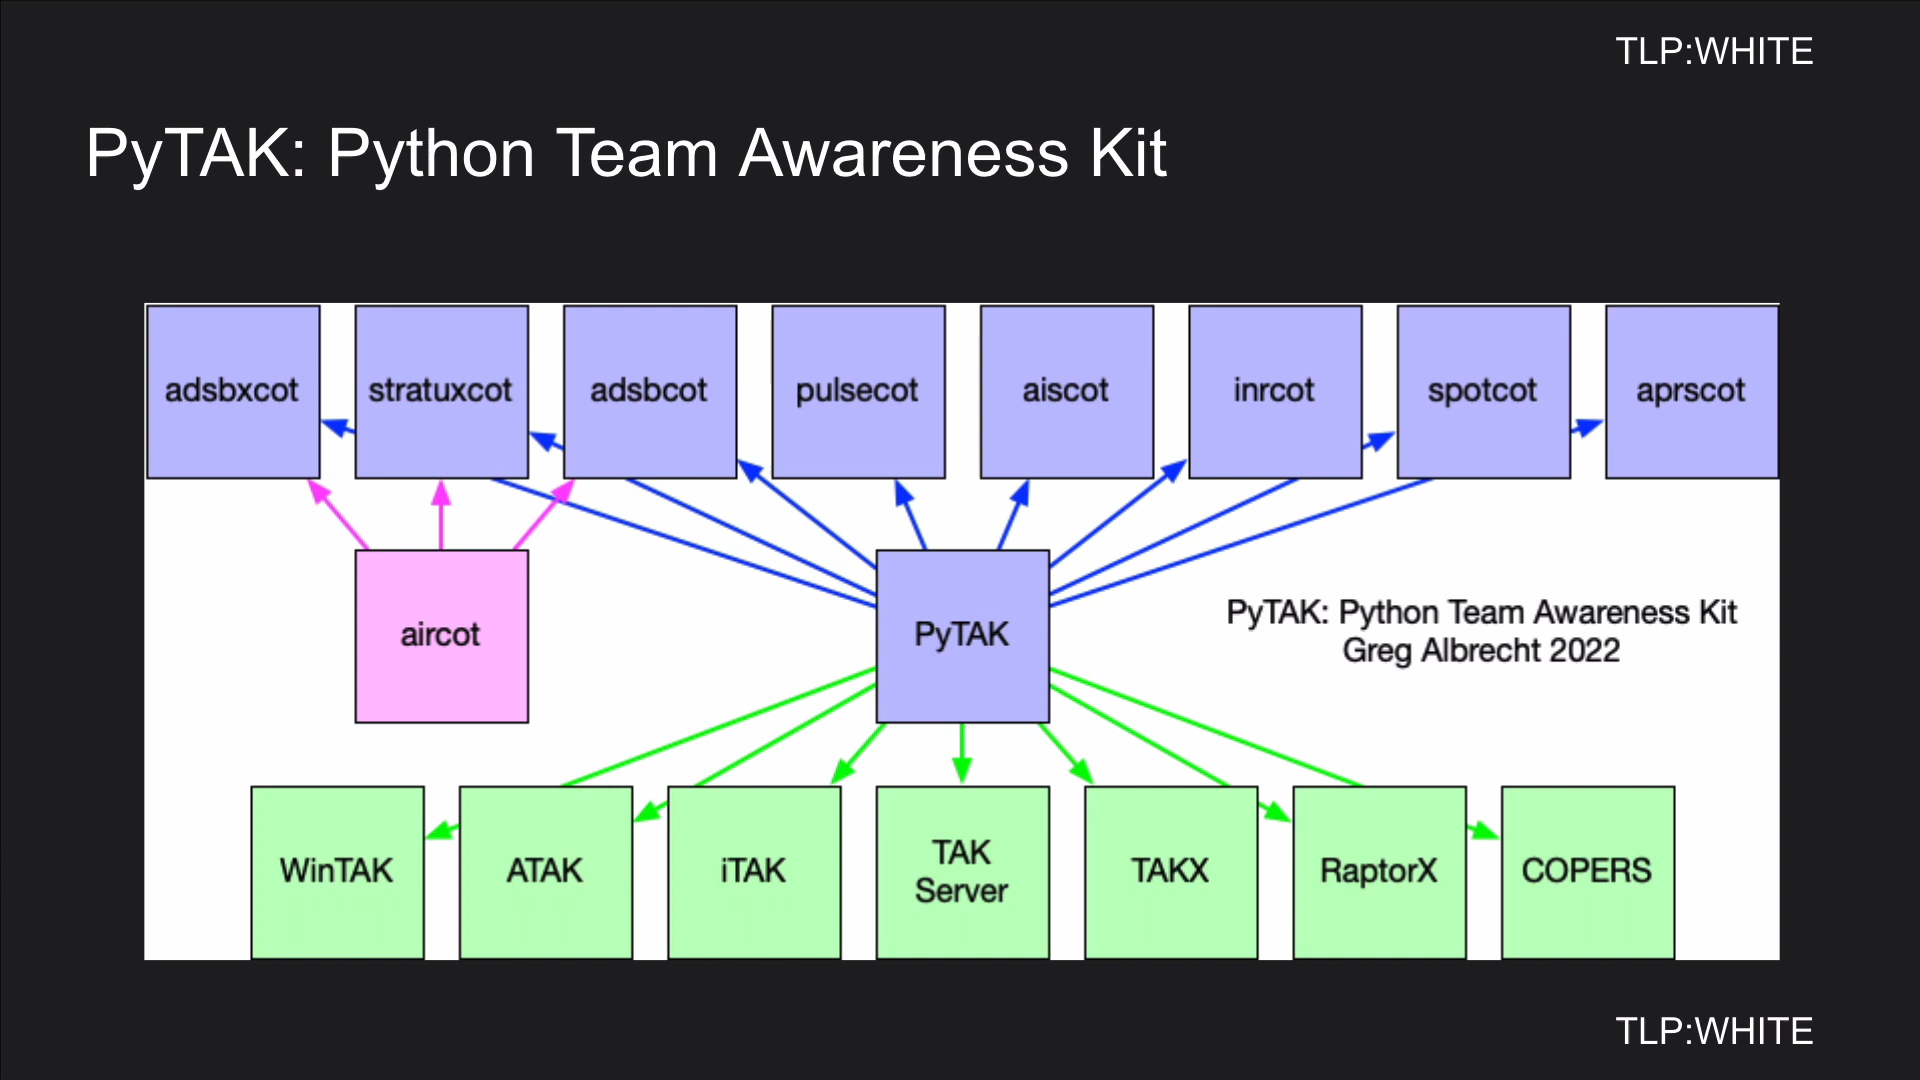 TLP:WHITE
PyTAK: Python Team Awareness Kit
adsbxcot
stratuxcot
adsbcot
pulsecot
aiscot
inrcot
spotcot
aprscot
aircot
PyTAK
PyTAK: Python Team Awareness Kit
Greg Albrecht 2022
WinTAK
ATAK
iTAK
TAK
Server
TAKX
RaptorX
COPERS
TLP:WHITE